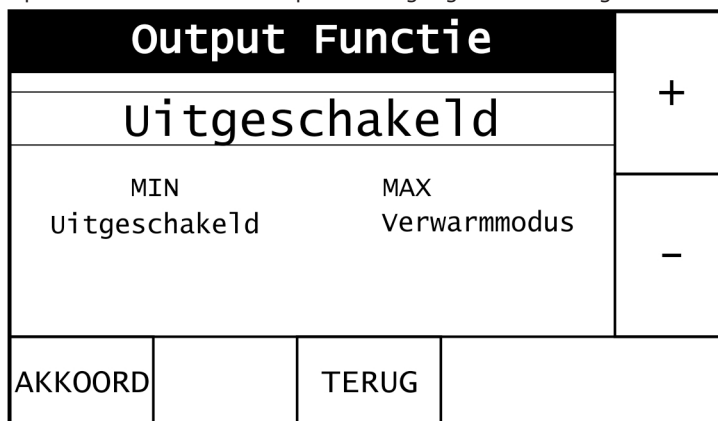 Output Functie
+
Uitgeschakeld
MIN MAX
Uitgeschakeld Verwarmmodus
-
AKKOORD TERUG